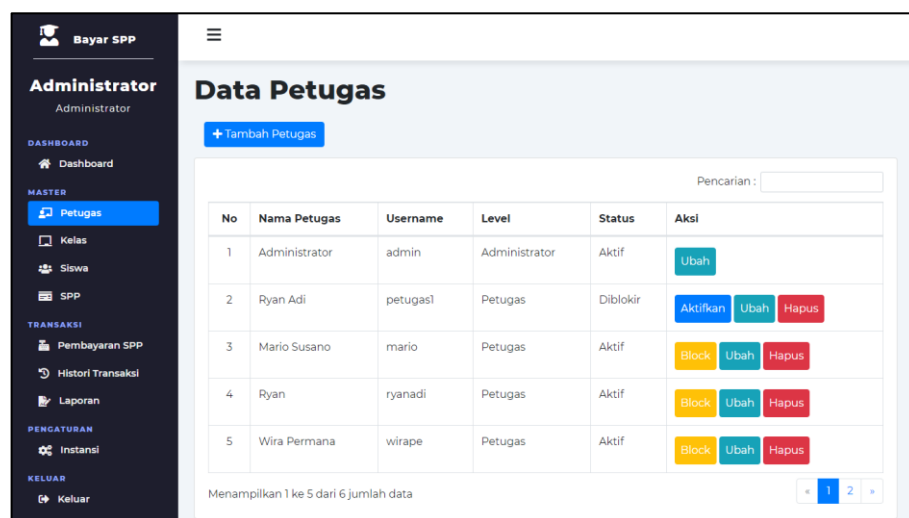 Bayar SPP
Administrator
Administrator
DASHBOARD
Dashboard
MASTER
Petugas
Kelas
Siswa
SPP
TRANSAKSI
Pembayaran SPP
Histori Transaksi
Laporan
PENGATURAN
Instansi
KELUAR
Keluar
Data Petugas
+ Tambah Petugas
Pencarian :
No Nama Petugas Username Level Status Aksi
1 Administrator admin Administrator Aktif Ubah
2 Ryan Adi petugas1 Petugas Diblokir Aktifkan Ubah Hapus
3 Mario Susano mario Petugas Aktif Block Ubah Hapus
4 Ryan ryanadi Petugas Aktif Block Ubah Hapus
5 Wira Permana wirape Petugas Aktif Block Ubah Hapus
Menampilkan 1 ke 5 dari 6 jumlah data
« 1 2 »